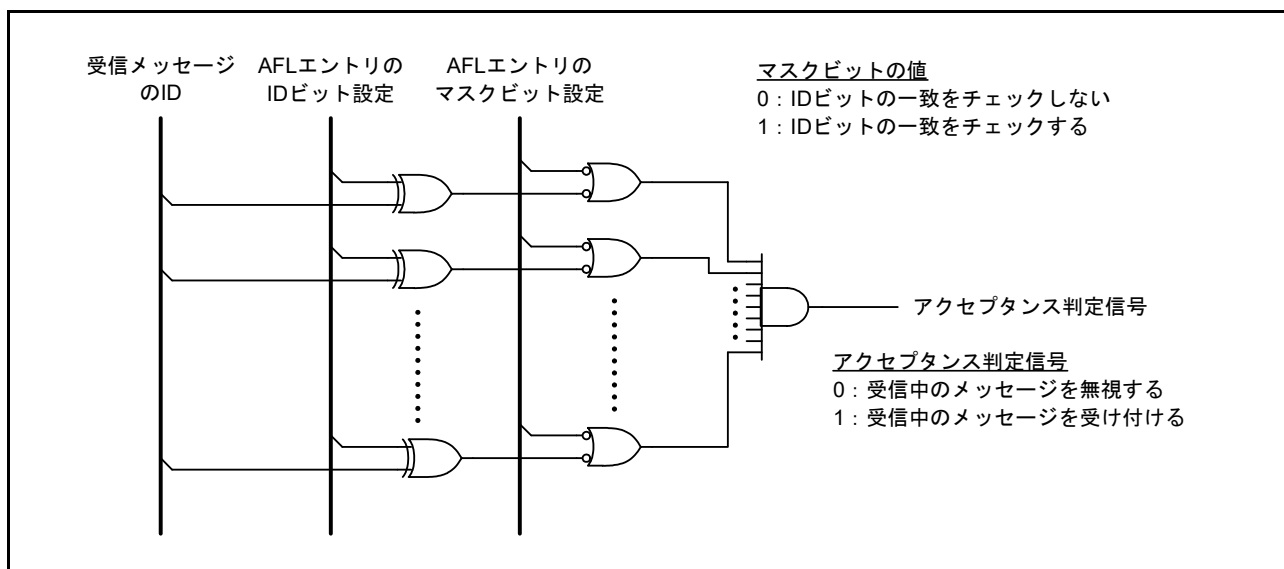 受信メッセージ
のID
AFLエントリの
IDビット設定
AFLエントリの
マスクビット設定
マスクビットの値
0：IDビットの一致をチェックしない
1：IDビットの一致をチェックする
アクセプタンス判定信号
アクセプタンス判定信号
0：受信中のメッセージを無視する
1：受信中のメッセージを受け付ける